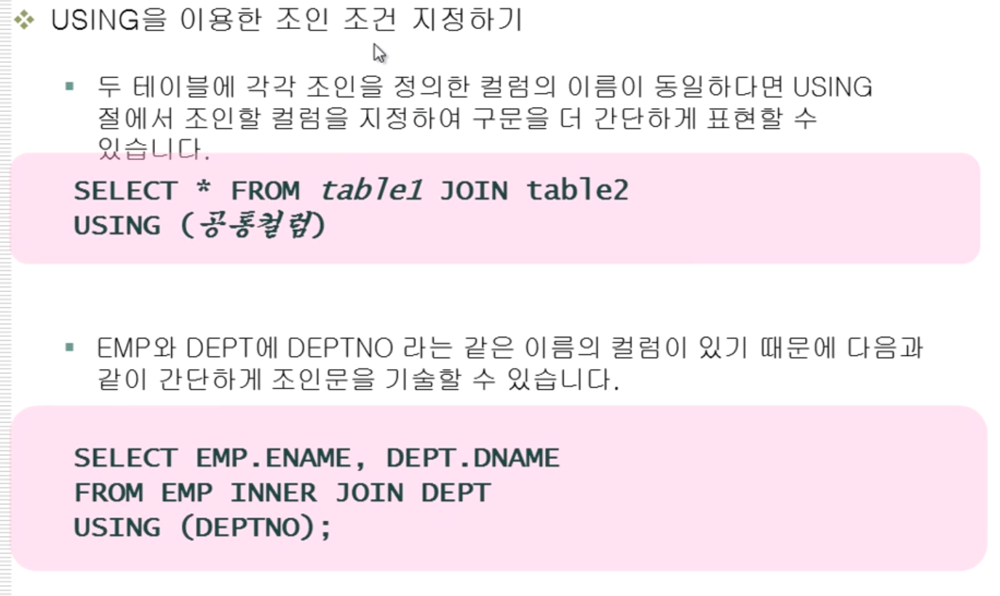 USING을 이용한 조인 조건 지정하기
두 테이블에 각각 조인을 정의한 컬럼의 이름이 동일하다면 USING
절에서 조인할 컬럼을 지정하여 구문을 더 간단하게 표현할 수
있습니다.
SELECT * FROM table1 JOIN table2
USING (공통컬럼)
EMP와 DEPT에 DEPTNO 라는 같은 이름의 컬럼이 있기 때문에 다음과
같이 간단하게 조인문을 기술할 수 있습니다.
SELECT EMP.ENAME, DEPT.DNAME
FROM EMP INNER JOIN DEPT
USING (DEPTNO);